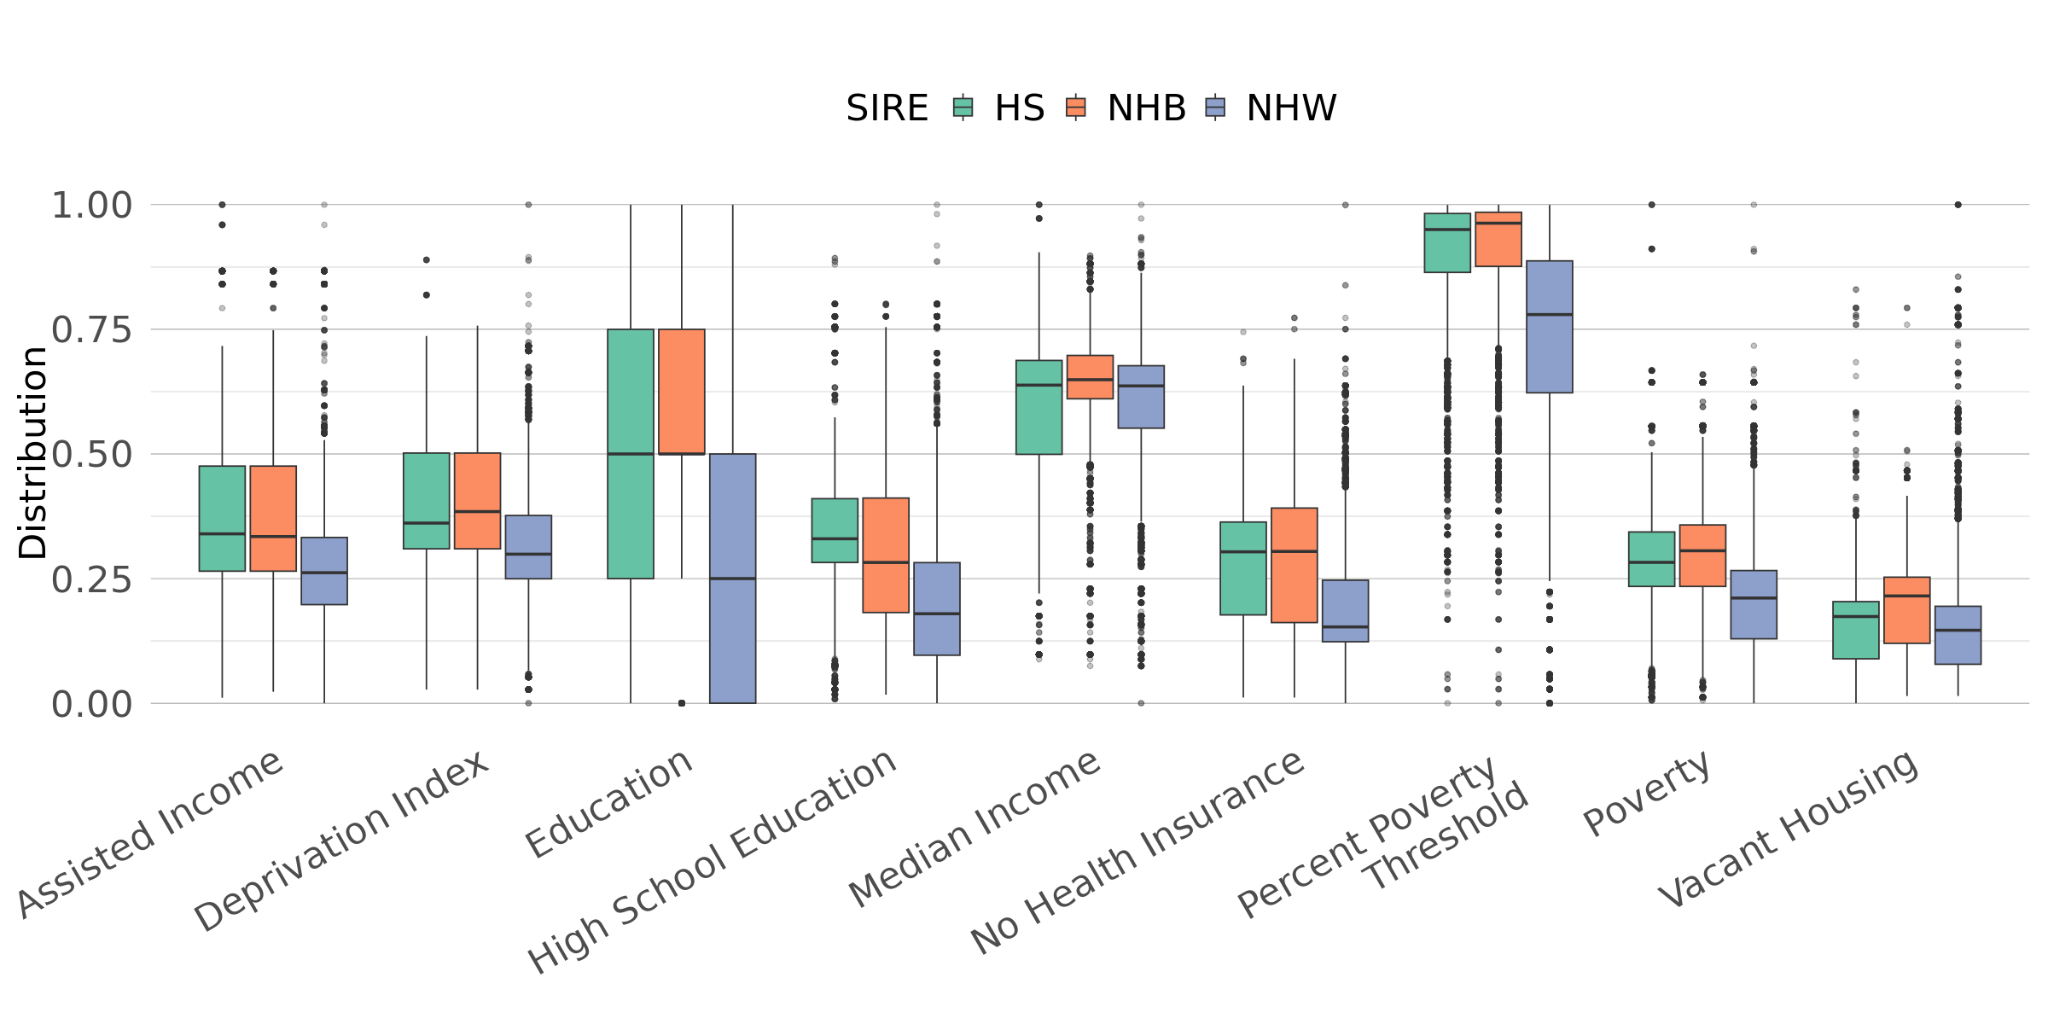 SIRE HS NHB NHW
1.00
0.75
0.50
0.25
0.00
Distribution
Assisted Income
Deprivation Index
Education
High School Education
Median Income
No Health Insurance
Percent Poverty
Threshold
Poverty
Vacant Housing